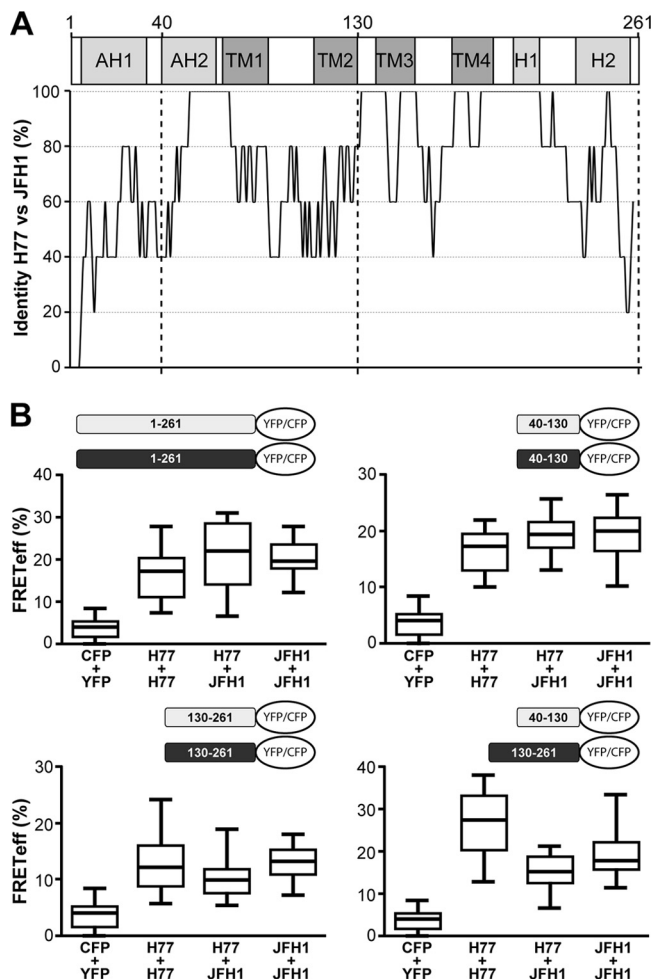 A
1 40 130 261
AH1 AH2 TM1 TM2 TM3 TM4 H1 H2
Identity H77 vs JFH1 (%)
100
80
60
40
20
0
B
1-261 YFP/CFP
1-261 YFP/CFP
FRETeff (%)
40
30
20
10
0
CFP + YFP
H77 + H77
H77 + JFH1
JFH1 + JFH1
40-130 YFP/CFP
40-130 YFP/CFP
30
20
10
0
CFP + YFP
H77 + H77
H77 + JFH1
JFH1 + JFH1
130-261 YFP/CFP
130-261 YFP/CFP
FRETeff (%)
30
20
10
0
CFP + YFP
H77 + H77
H77 + JFH1
JFH1 + JFH1
40-130 YFP/CFP
130-261 YFP/CFP
40
30
20
10
0
CFP + YFP
H77 + H77
H77 + JFH1
JFH1 + JFH1